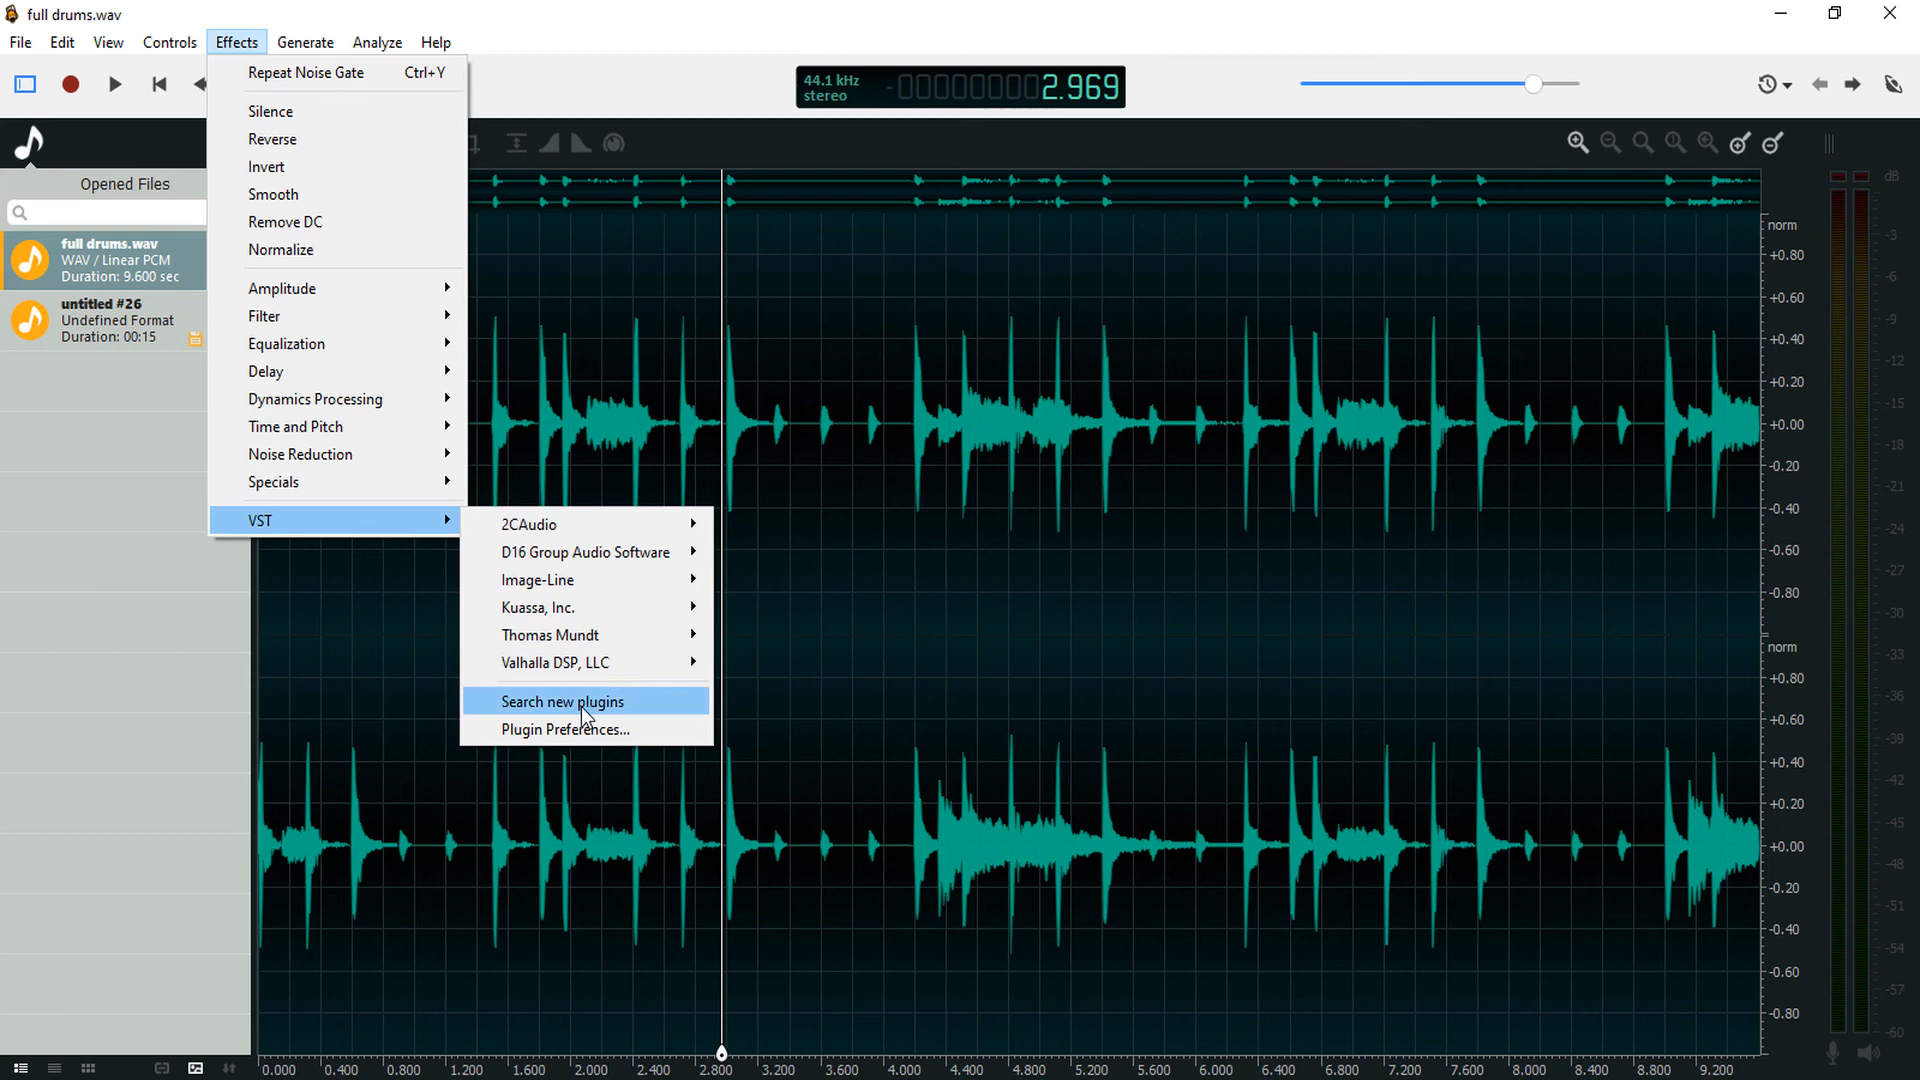 full drums.wav
File Edit View Controls Effects Generate Analyze Help
Repeat Noise Gate Ctrl+Y
Silence
Reverse
Invert
Smooth
Remove DC
Normalize
Amplitude
Filter
Equalization
Delay
Dynamics Processing
Time and Pitch
Noise Reduction
Specials
VST
2CAudio
D16 Group Audio Software
Image-Line
Kuassa, Inc.
Thomas Mundt
Valhalla DSP, LLC
Search new plugins
Plugin Preferences...
44.1 kHz
stereo
-2.969
Opened Files
full drums.wav
WAV / Linear PCM
Duration: 9.600 sec
untitled #26
Undefined Format
Duration: 00:15
norm
+0.80
+0.60
+0.40
+0.20
+0.00
-0.20
-0.40
-0.60
-0.80
norm
+0.80
+0.60
+0.40
+0.20
+0.00
-0.20
-0.40
-0.60
-0.80
dB
-3
-6
-9
-12
-15
-18
-21
-24
-27
-30
-33
-36
-39
-42
-45
-48
-51
-54
-57
-60
0.000 0.400 0.800 1.200 1.600 2.000 2.400 2.800 3.200 3.600 4.000 4.400 4.800 5.200 5.600 6.000 6.400 6.800 7.200 7.600 8.000 8.400 8.800 9.200